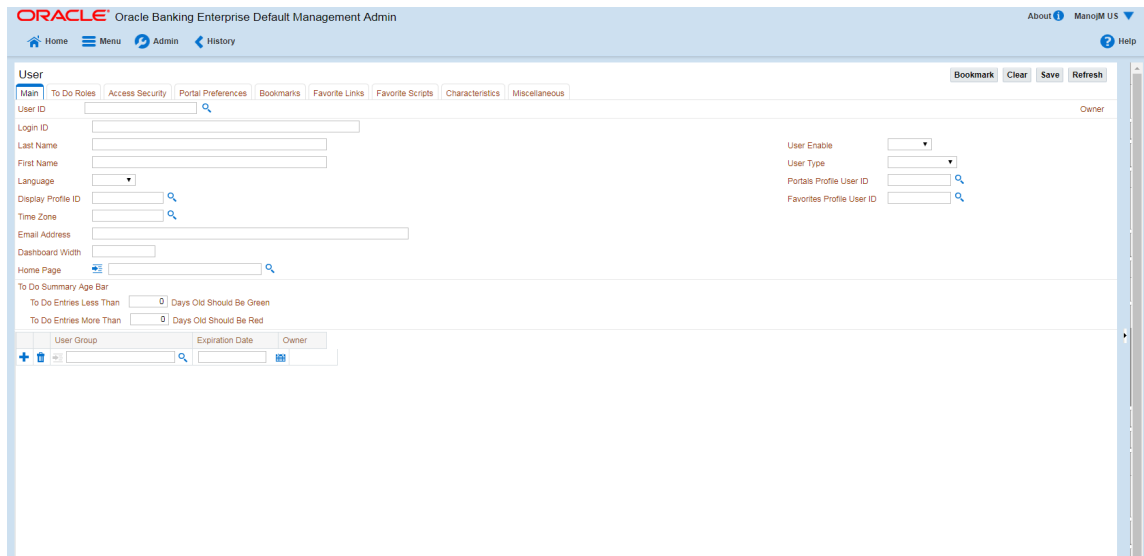 ORACLE® Oracle Banking Enterprise Default Management Admin About ManojM US
Home Menu Admin History Help
User Bookmark Clear Save Refresh
Main To Do Roles Access Security Portal Preferences Bookmarks Favorite Links Favorite Scripts Characteristics Miscellaneous
User ID Owner
Login ID
Last Name User Enable
First Name User Type
Language Portals Profile User ID
Display Profile ID Favorites Profile User ID
Time Zone
Email Address
Dashboard Width
Home Page
To Do Summary Age Bar
To Do Entries Less Than 0 Days Old Should Be Green
To Do Entries More Than 0 Days Old Should Be Red
User Group Expiration Date Owner